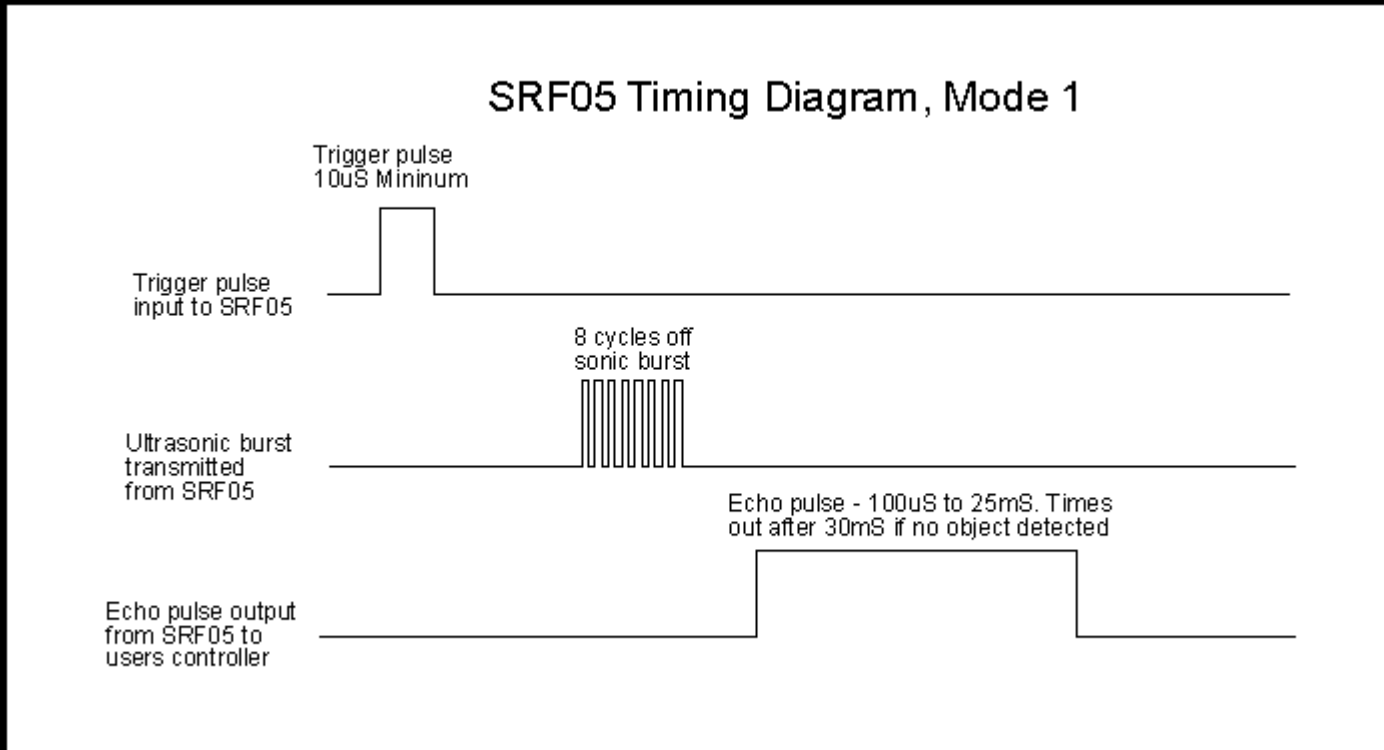 SRF05 Timing Diagram, Mode 1
Trigger pulse
10uS Mininum
Trigger pulse
input to SRF05
8 cycles off
sonic burst
Ultrasonic burst
transmitted
from SRF05
Echo pulse - 100uS to 25mS. Times
out after 30mS if no object detected
Echo pulse output
from SRF05 to
users controller